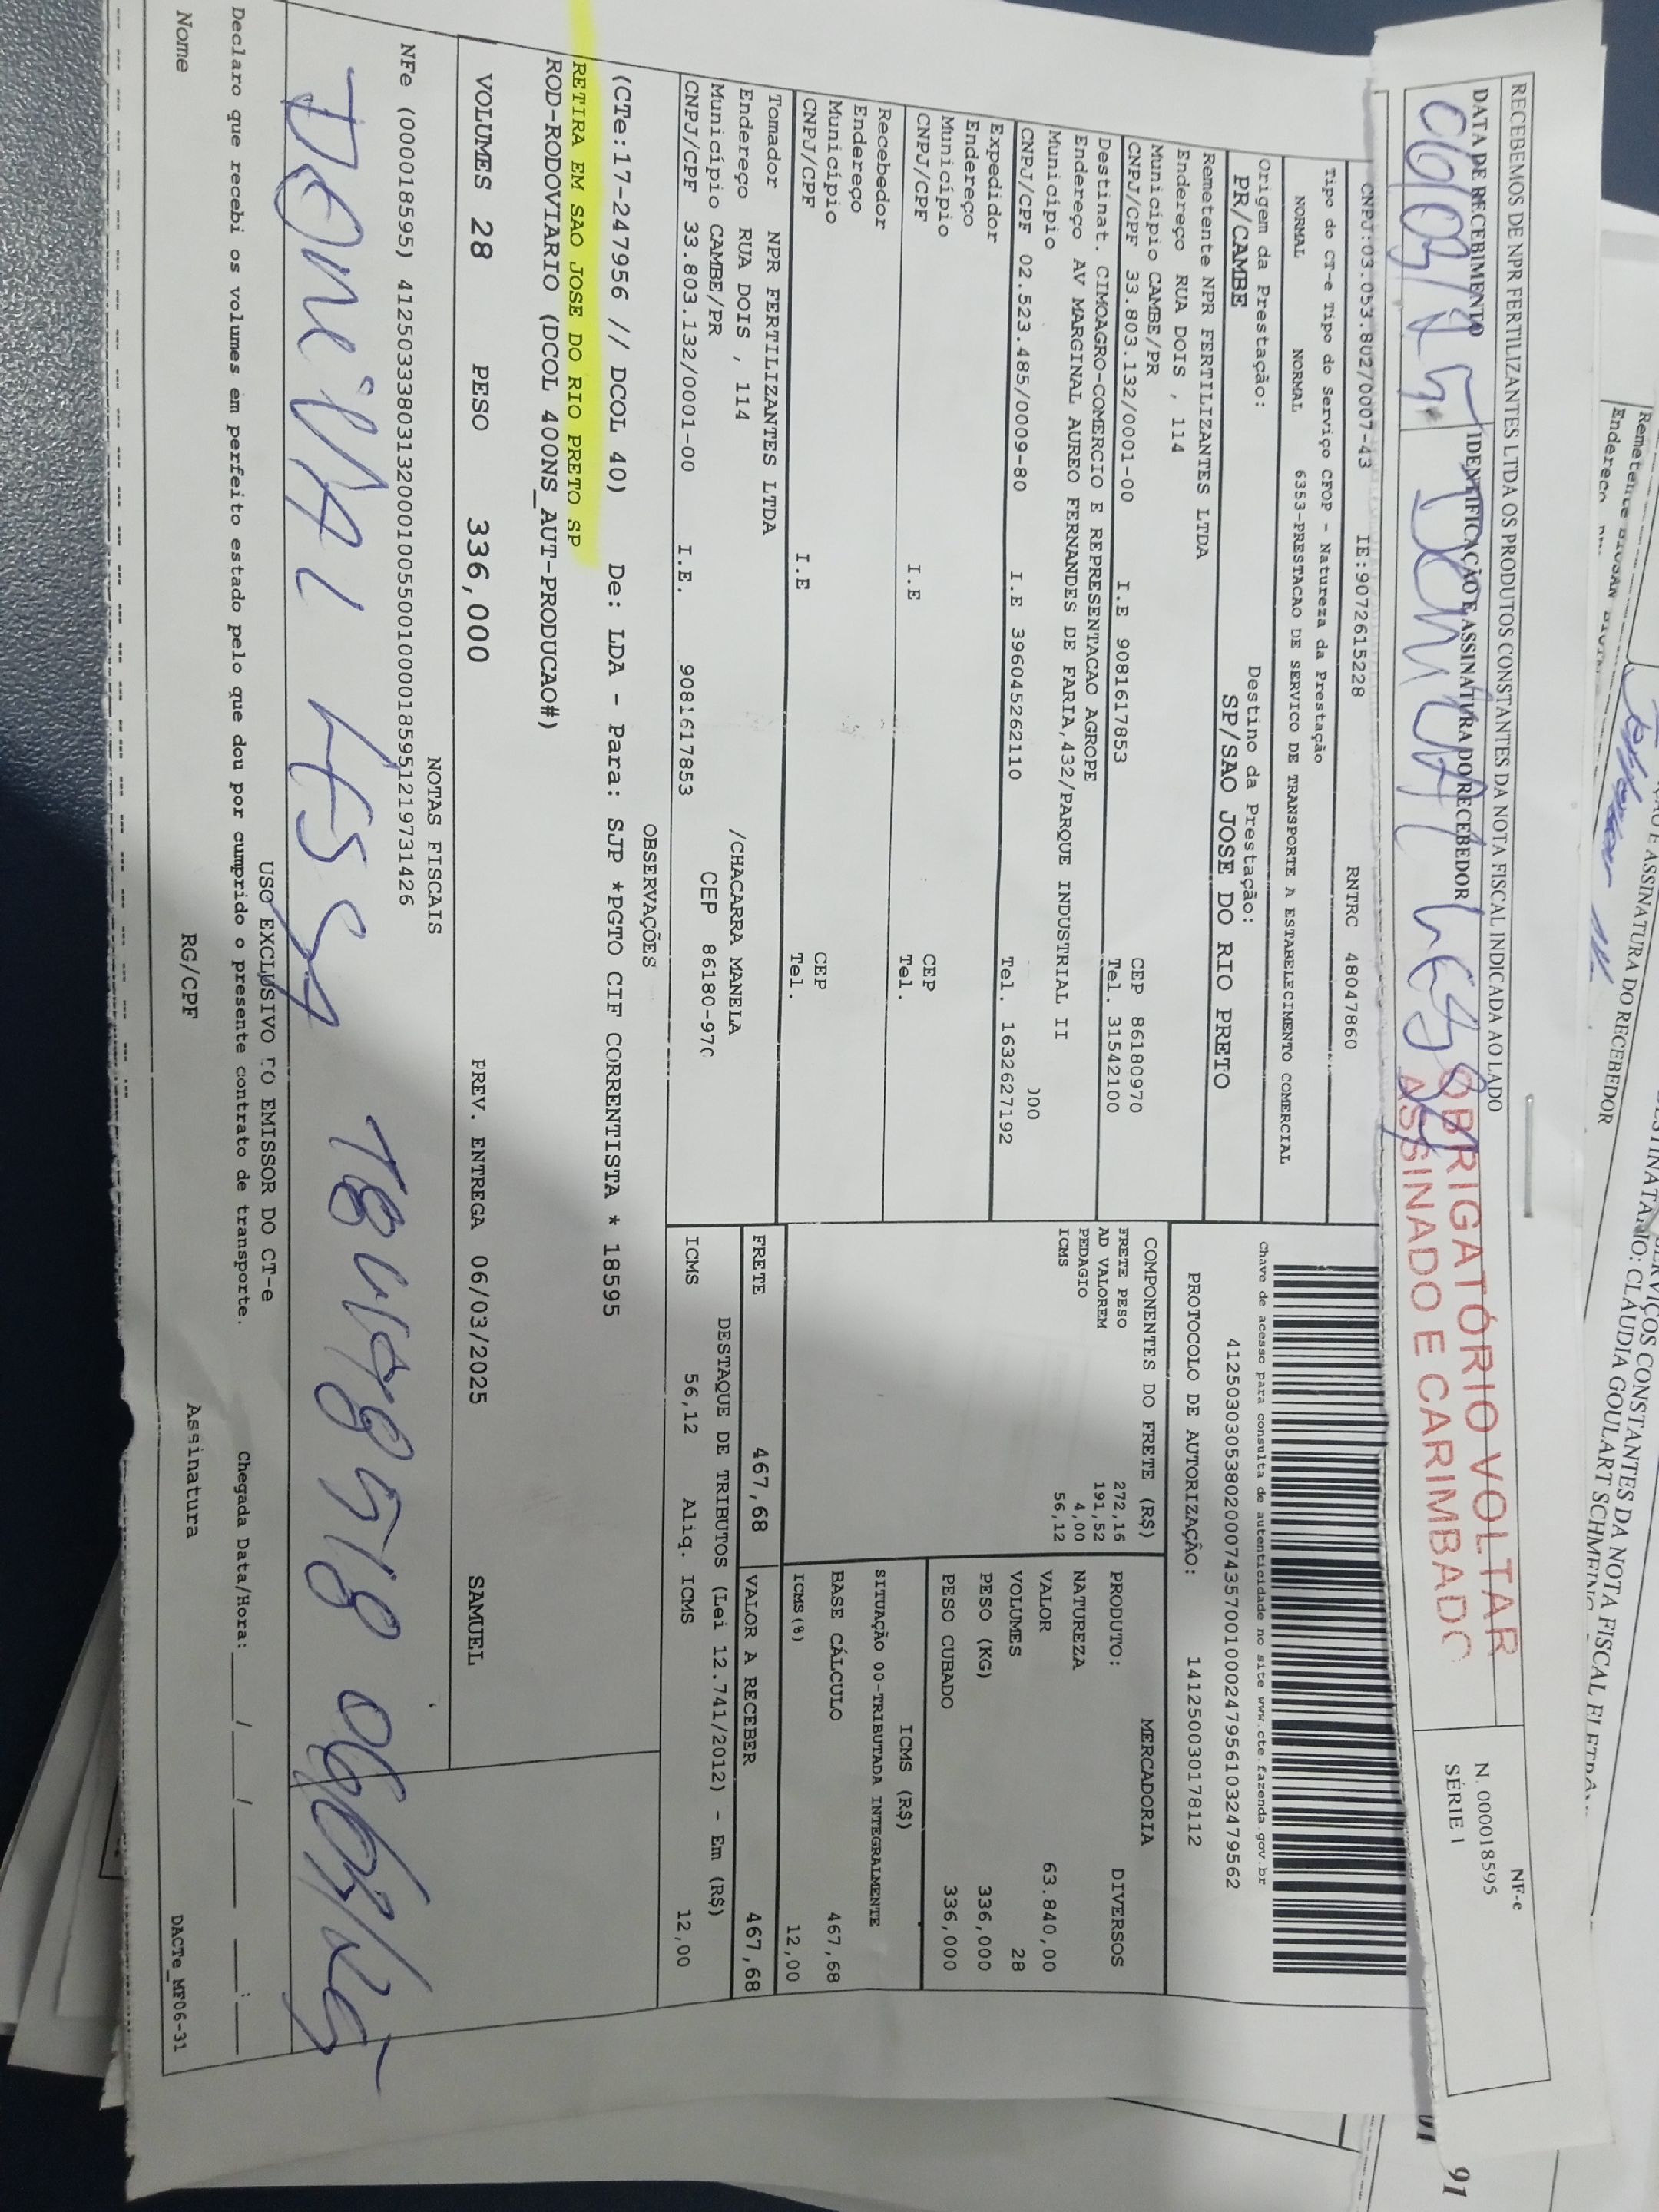 RECEBEMOS DE NPR FERTILIZANTES LTDA OS PRODUTOS CONSTANTES DA NOTA FISCAL INDICADA AO LADO
NF-e
DATA DE RECEBIMENTO
IDENTIFICAÇÃO E ASSINATURA DO RECEBEDOR
N. 000018595
SÉRIE 1
OBRIGATÓRIO VOLTAR
ASSINADO E CARIMBADO
CNPJ:03.053.802/0007-43 IE:9072615228 RNTRC 48047860
Tipo do CT-e Tipo do Serviço CFOP - Natureza da Prestação
NORMAL NORMAL 6353-PRESTACAO DE SERVICO DE TRANSPORTE A ESTABELECIMENTO COMERCIAL
Origem da Prestação: Destino da Prestação:
PR/CAMBE SP/SAO JOSE DO RIO PRETO
Remetente NPR FERTILIZANTES LTDA
Endereço RUA DOIS , 114
Município CAMBE/PR CEP 86180970
CNPJ/CPF 33.803.132/0001-00 I.E 9081617853 Tel. 31542100
Destinat. CIMOAGRO-COMERCIO E REPRESENTACAO AGROPE
Endereço AV MARGINAL AUREO FERNANDES DE FARIA,432/PARQUE INDUSTRIAL II
Município 000
CNPJ/CPF 02.523.485/0009-80 I.E 396045262110 Tel. 1632627192
Expedidor
Endereço
Município CEP
CNPJ/CPF I.E Tel.
Recebedor
Endereço
Município CEP
CNPJ/CPF I.E Tel.
Tomador NPR FERTILIZANTES LTDA
Endereço RUA DOIS , 114 /CHACARRA MANELA
Município CAMBE/PR CEP 86180-970
CNPJ/CPF 33.803.132/0001-00 I.E. 9081617853
Chave de acesso para consulta de autenticidade no site www.cte.fazenda.gov.br
41250303053802000743570010002479561032479562
PROTOCOLO DE AUTORIZAÇÃO: 141250030178112
COMPONENTES DO FRETE (R$)
FRETE PESO 272,16
AD VALOREM 191,52
PEDAGIO 4,00
ICMS 56,12
MERCADORIA
PRODUTO: DIVERSOS
NATUREZA
VALOR 63.840,00
VOLUMES 28
PESO (KG) 336,000
PESO CUBADO 336,000
ICMS (R$)
SITUAÇÃO 00-TRIBUTADA INTEGRALMENTE
BASE CÁLCULO 467,68
ICMS(%) 12,00
FRETE 467,68 VALOR A RECEBER 467,68
DESTAQUE DE TRIBUTOS (Lei 12.741/2012) - Em (R$)
ICMS 56,12 Aliq. ICMS 12,00
OBSERVAÇÕES
(CTe:17-247956 // DCOL 40) De: LDA - Para: SJP *PGTO CIF CORRENTISTA * 18595
RETIRA EM SAO JOSE DO RIO PRETO SP
ROD-RODOVIARIO (DCOL 400NS_AUT-PRODUCAO#)
VOLUMES 28 PESO 336,000 PREV. ENTREGA 06/03/2025 SAMUEL
NOTAS FISCAIS
NFe (000018595) 41250333803132000100550010000185951219731426
USO EXCLUSIVO DO EMISSOR DO CT-e
Declaro que recebi os volumes em perfeito estado pelo que dou por cumprido o presente contrato de transporte. Chegada Data/Hora: ____/____/______ ___:___
Nome RG/CPF Assinatura DACTe_MF06-31